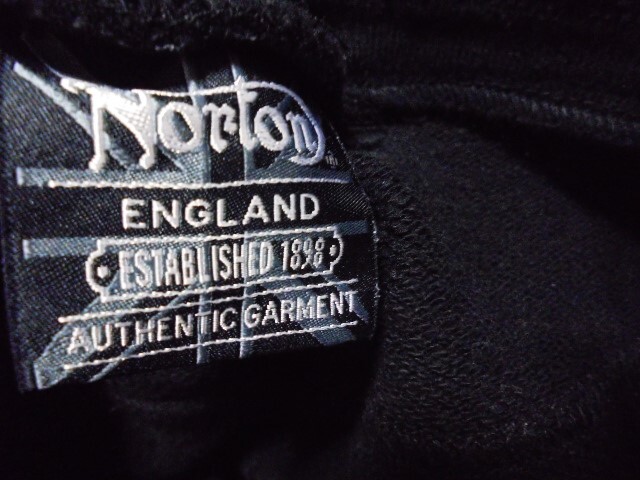 Norton
ENGLAND
ESTABLISHED 1898
AUTHENTIC GARMENT